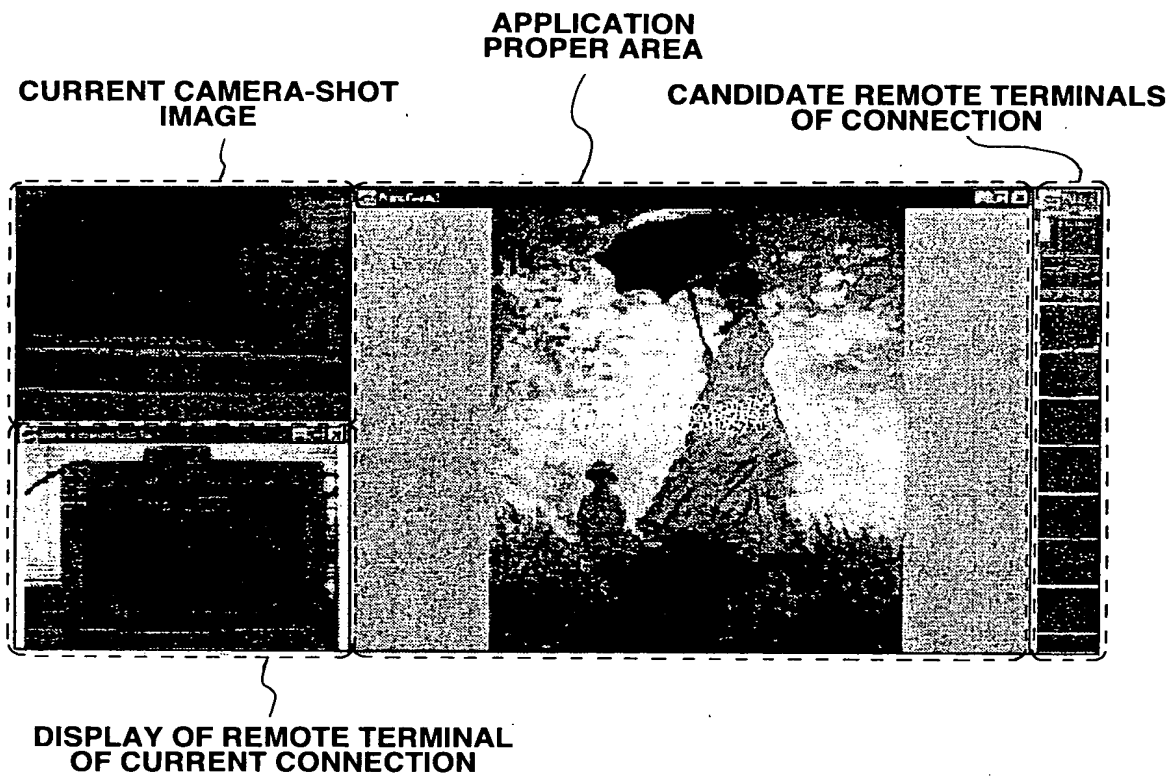 APPLICATION
PROPER AREA
CURRENT CAMERA-SHOT
IMAGE
CANDIDATE REMOTE TERMINALS
OF CONNECTION
DISPLAY OF REMOTE TERMINAL
OF CURRENT CONNECTION